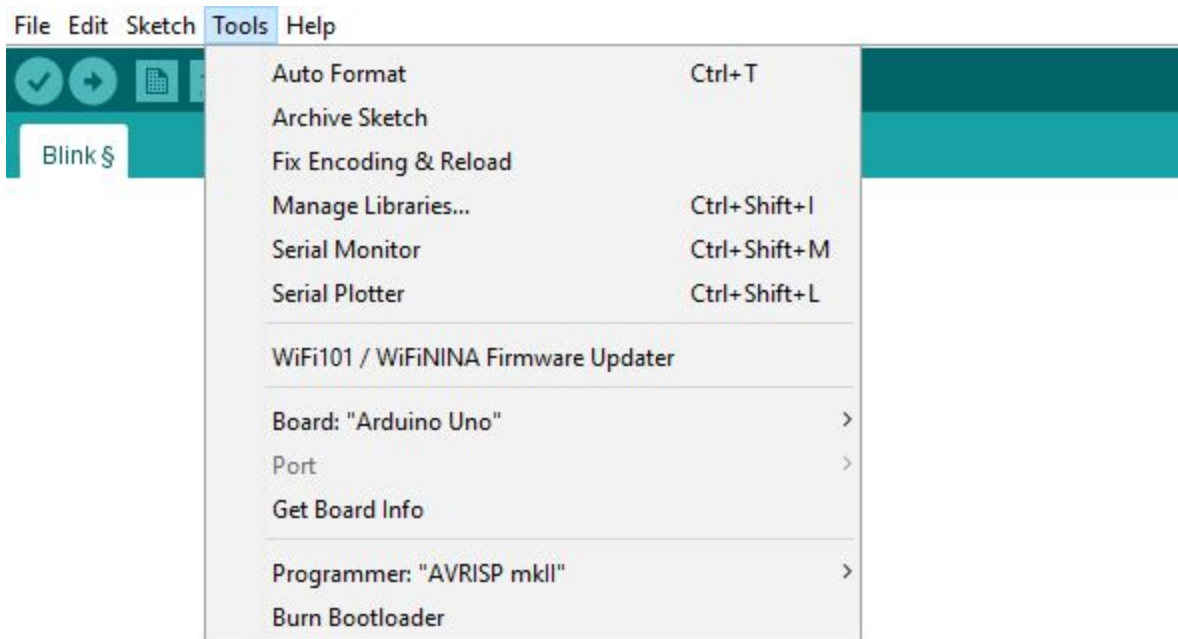 File Edit Sketch Tools Help
Blink §
Auto Format Ctrl+T
Archive Sketch
Fix Encoding & Reload
Manage Libraries... Ctrl+Shift+I
Serial Monitor Ctrl+Shift+M
Serial Plotter Ctrl+Shift+L
WiFi101 / WiFiNINA Firmware Updater
Board: "Arduino Uno"
Port
Get Board Info
Programmer: "AVRISP mkII"
Burn Bootloader